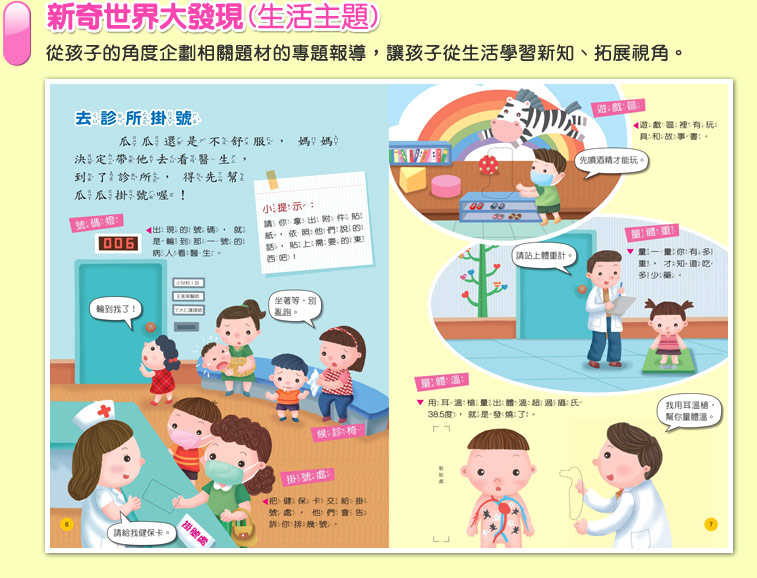 新奇世界大發現(生活主題)
從孩子的角度企劃相關題材的專題報導，讓孩子從生活學習新知、拓展視角。
去診所掛號
瓜瓜還是不舒服，媽媽
決定帶他去看醫生，
到了診所，得先幫
瓜瓜掛號喔！
小提示：
請你拿出附件貼
紙，依照他們說的
話，貼上需要的東
西吧！
號碼燈：
006
◀出現的號碼，就
是輪到那一號的
病人看醫生。
輪到我了！
坐著等，別
亂跑。
候診椅
掛號處：
◀把健保卡交給掛
號處，他們會告
訴你排幾號。
請給我健保卡。
掛號處
6
遊戲區：
◀遊戲區裡有玩
具和故事書。
先噴酒精才能玩。
量體重：
▼量一量你有多
重，才知道吃
多少藥。
請站上體重計。
量體溫：
▼用耳溫槍量出體溫超過攝氏
38.5度，就是發燒了。
我用耳溫槍，
幫你量體溫。
黏貼處
7